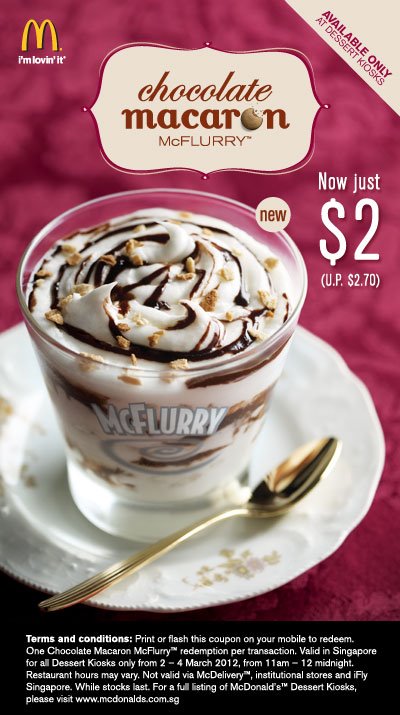 i'm lovin' it®
AVAILABLE ONLY
AT DESSERT KIOSKS
chocolate
macaron
McFLURRY™
new
Now just
$2
(U.P. $2.70)
McFLURRY
Terms and conditions: Print or flash this coupon on your mobile to redeem.
One Chocolate Macaron McFlurry™ redemption per transaction. Valid in Singapore
for all Dessert Kiosks only from 2 – 4 March 2012, from 11am – 12 midnight.
Restaurant hours may vary. Not valid via McDelivery™, institutional stores and iFly
Singapore. While stocks last. For a full listing of McDonald's™ Dessert Kiosks,
please visit www.mcdonalds.com.sg